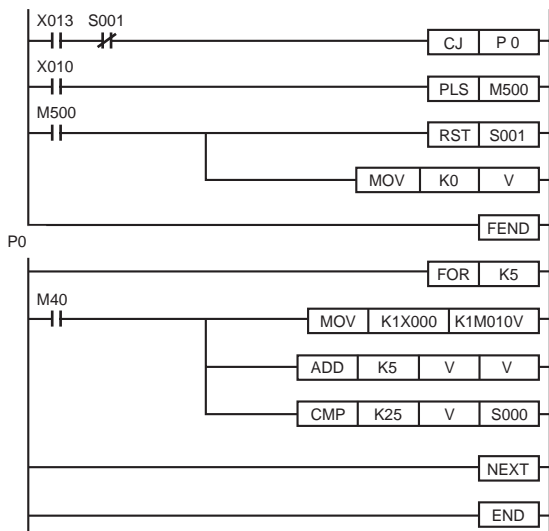 X013 S001
CJ P 0
X010
PLS M500
M500
RST S001
MOV K0 V
FEND
P0
FOR K5
M40
MOV K1X000 K1M010V
ADD K5 V V
CMP K25 V S000
NEXT
END